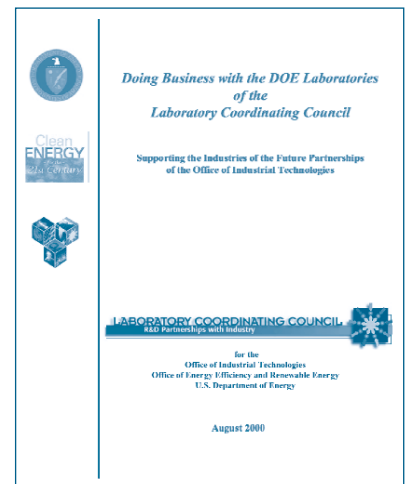 Doing Business with the DOE Laboratories
of the
Laboratory Coordinating Council
Clean
ENERGY
21st Century
Supporting the Industries of the Future Partnerships
of the Office of Industrial Technologies
LABORATORY COORDINATING COUNCIL
R&D Partnerships with Industry
for the
Office of Industrial Technologies
Office of Energy Efficiency and Renewable Energy
U.S. Department of Energy
August 2000